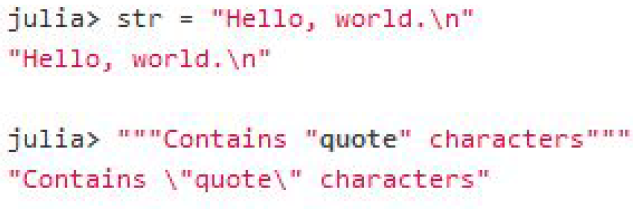 julia> str = "Hello, world.\n"
"Hello, world.\n"
julia> """Contains "quote" characters"""
"Contains \"quote\" characters"